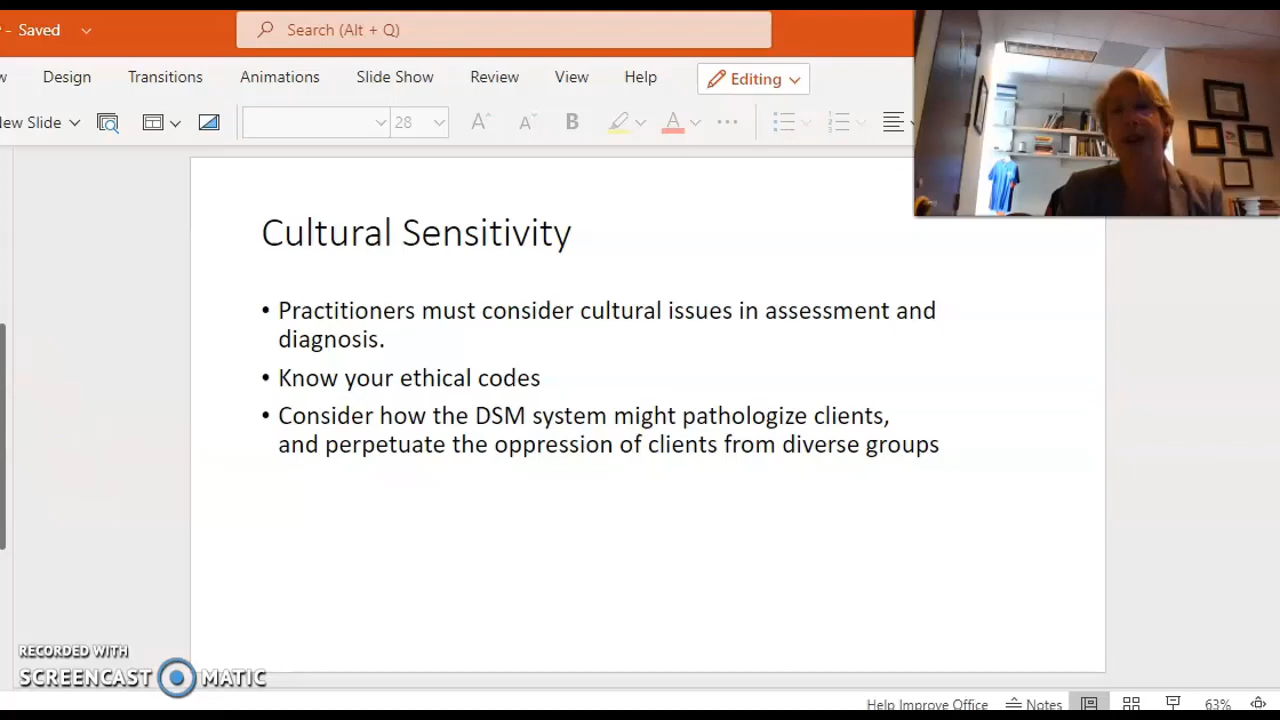 - Saved
Search (Alt + Q)
Design Transitions Animations Slide Show Review View Help Editing
ew Slide 28 B A
Cultural Sensitivity
• Practitioners must consider cultural issues in assessment and
diagnosis.
• Know your ethical codes
• Consider how the DSM system might pathologize clients,
and perpetuate the oppression of clients from diverse groups
RECORDED WITH
SCREENCAST MATIC
Help Improve Office Notes 63%